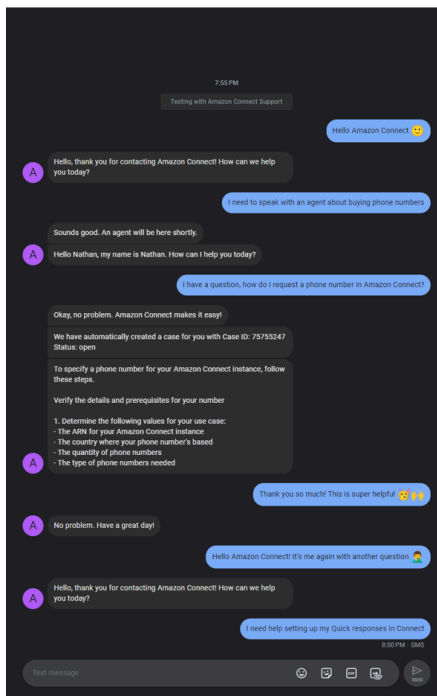 7:55 PM
Texting with Amazon Connect Support
Hello Amazon Connect 🙂
Hello, thank you for contacting Amazon Connect! How can we help
you today?
A
I need to speak with an agent about buying phone numbers
Sounds good. An agent will be here shortly.
Hello Nathan, my name is Nathan. How can I help you today?
A
I have a question, how do I request a phone number in Amazon Connect?
Okay, no problem. Amazon Connect makes it easy!
We have automatically created a case for you with Case ID: 75755247
Status: open
To specify a phone number for your Amazon Connect instance, follow
these steps.
Verify the details and prerequisites for your number
1. Determine the following values for your use case:
- The ARN for your Amazon Connect instance
- The country where your phone number's based
- The quantity of phone numbers
- The type of phone numbers needed
A
Thank you so much! This is super helpful 🥳🙌
No problem. Have a great day!
A
Hello Amazon Connect! It's me again with another question 🤦‍♂️
Hello, thank you for contacting Amazon Connect! How can we help
you today?
A
I need help setting up my Quick responses in Connect
8:00 PM SMS
Text message
GIF
SMS